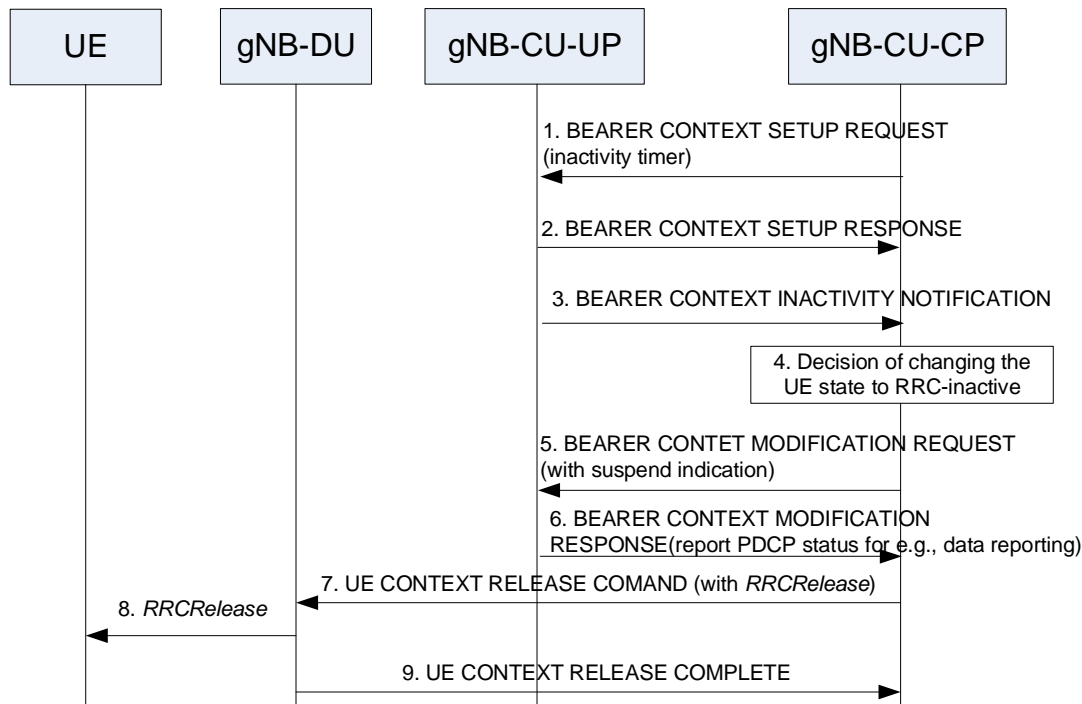 UE
gNB-DU
gNB-CU-UP
gNB-CU-CP
1. BEARER CONTEXT SETUP REQUEST
(inactivity timer)
2. BEARER CONTEXT SETUP RESPONSE
3. BEARER CONTEXT INACTIVITY NOTIFICATION
4. Decision of changing the
UE state to RRC-inactive
5. BEARER CONTET MODIFICATION REQUEST
(with suspend indication)
6. BEARER CONTEXT MODIFICATION
RESPONSE(report PDCP status for e.g., data reporting)
7. UE CONTEXT RELEASE COMAND (with RRCRelease)
8. RRCRelease
9. UE CONTEXT RELEASE COMPLETE